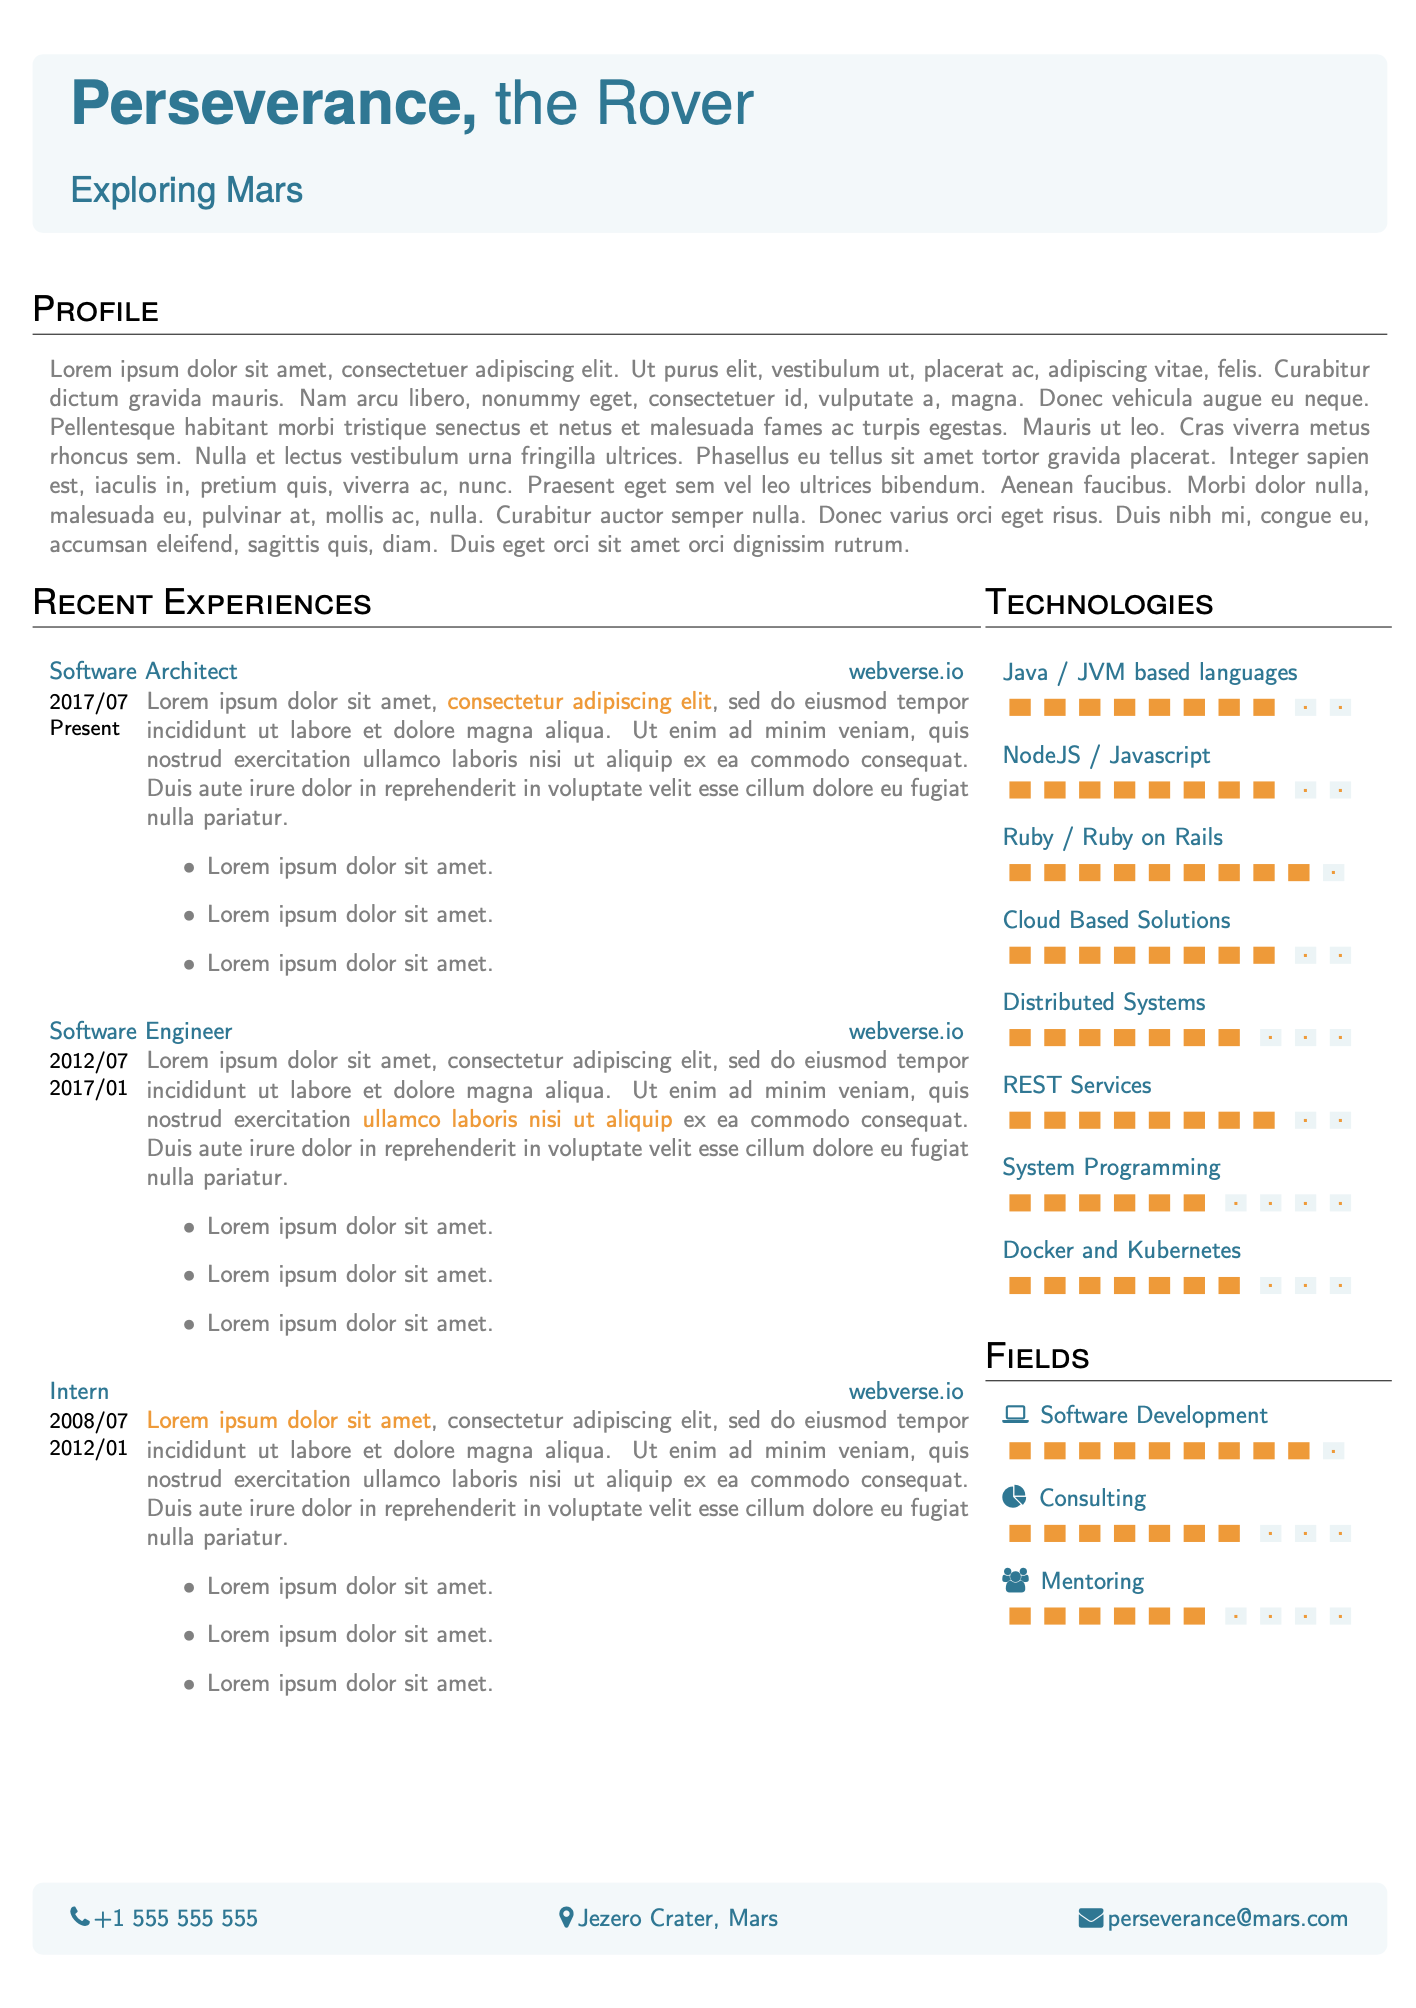 Perseverance, the Rover
Exploring Mars
Profile
Lorem ipsum dolor sit amet, consectetuer adipiscing elit. Ut purus elit, vestibulum ut, placerat ac, adipiscing vitae, felis. Curabitur
dictum gravida mauris. Nam arcu libero, nonummy eget, consectetuer id, vulputate a, magna. Donec vehicula augue eu neque.
Pellentesque habitant morbi tristique senectus et netus et malesuada fames ac turpis egestas. Mauris ut leo. Cras viverra metus
rhoncus sem. Nulla et lectus vestibulum urna fringilla ultrices. Phasellus eu tellus sit amet tortor gravida placerat. Integer sapien
est, iaculis in, pretium quis, viverra ac, nunc. Praesent eget sem vel leo ultrices bibendum. Aenean faucibus. Morbi dolor nulla,
malesuada eu, pulvinar at, mollis ac, nulla. Curabitur auctor semper nulla. Donec varius orci eget risus. Duis nibh mi, congue eu,
accumsan eleifend, sagittis quis, diam. Duis eget orci sit amet orci dignissim rutrum.
Recent Experiences
Software Architect webverse.io
2017/07
Present
Lorem ipsum dolor sit amet, consectetur adipiscing elit, sed do eiusmod tempor
incididunt ut labore et dolore magna aliqua. Ut enim ad minim veniam, quis
nostrud exercitation ullamco laboris nisi ut aliquip ex ea commodo consequat.
Duis aute irure dolor in reprehenderit in voluptate velit esse cillum dolore eu fugiat
nulla pariatur.
• Lorem ipsum dolor sit amet.
• Lorem ipsum dolor sit amet.
• Lorem ipsum dolor sit amet.
Software Engineer webverse.io
2012/07
2017/01
Lorem ipsum dolor sit amet, consectetur adipiscing elit, sed do eiusmod tempor
incididunt ut labore et dolore magna aliqua. Ut enim ad minim veniam, quis
nostrud exercitation ullamco laboris nisi ut aliquip ex ea commodo consequat.
Duis aute irure dolor in reprehenderit in voluptate velit esse cillum dolore eu fugiat
nulla pariatur.
• Lorem ipsum dolor sit amet.
• Lorem ipsum dolor sit amet.
• Lorem ipsum dolor sit amet.
Intern webverse.io
2008/07
2012/01
Lorem ipsum dolor sit amet, consectetur adipiscing elit, sed do eiusmod tempor
incididunt ut labore et dolore magna aliqua. Ut enim ad minim veniam, quis
nostrud exercitation ullamco laboris nisi ut aliquip ex ea commodo consequat.
Duis aute irure dolor in reprehenderit in voluptate velit esse cillum dolore eu fugiat
nulla pariatur.
• Lorem ipsum dolor sit amet.
• Lorem ipsum dolor sit amet.
• Lorem ipsum dolor sit amet.
Technologies
Java / JVM based languages
NodeJS / Javascript
Ruby / Ruby on Rails
Cloud Based Solutions
Distributed Systems
REST Services
System Programming
Docker and Kubernetes
Fields
Software Development
Consulting
Mentoring
+1 555 555 555
Jezero Crater, Mars
perseverance@mars.com